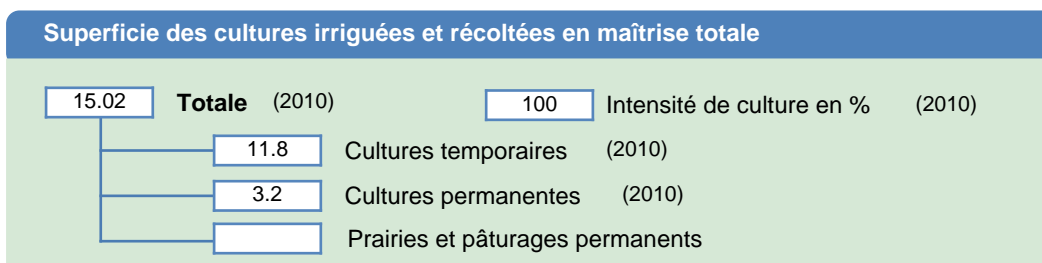 Superficie des cultures irriguées et récoltées en maîtrise totale
15.02 Totale (2010) 100 Intensité de culture en % (2010)
11.8 Cultures temporaires (2010)
3.2 Cultures permanentes (2010)
Prairies et pâturages permanents